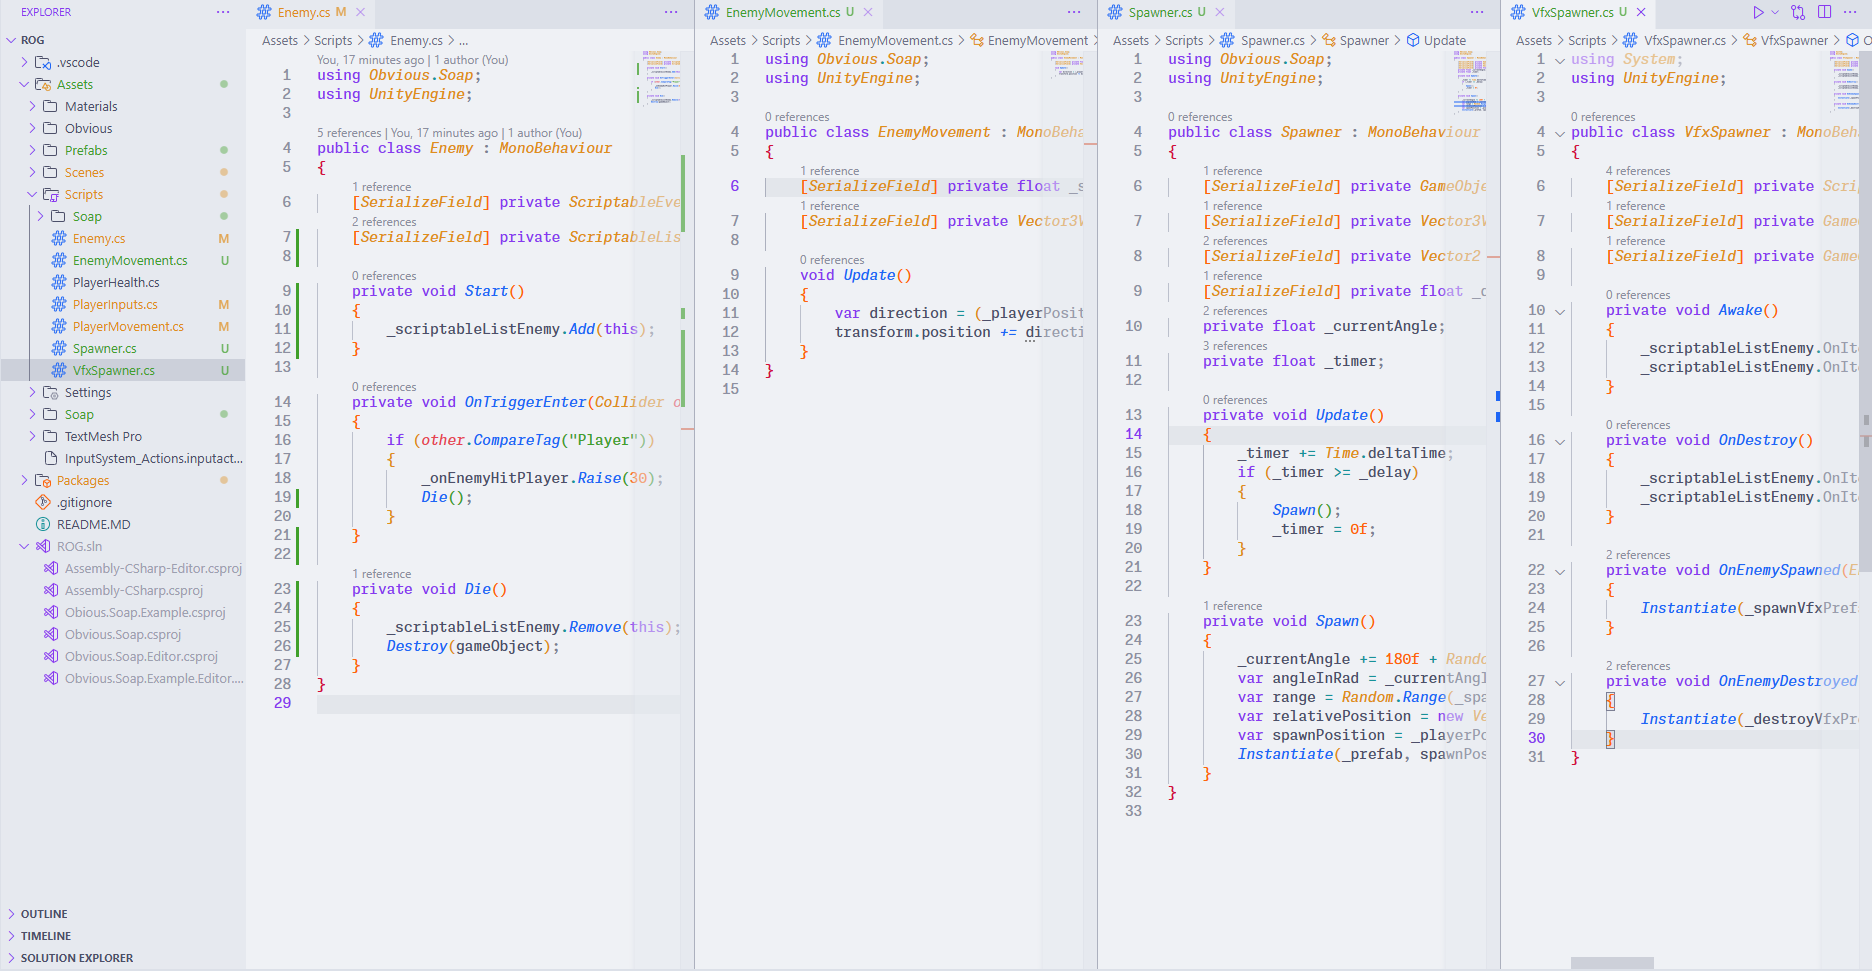 EXPLORER
ROG
.vscode
Assets
Materials
Obvious
Prefabs
Scenes
Scripts
Soap
Enemy.cs M
EnemyMovement.cs U
PlayerHealth.cs
PlayerInputs.cs M
PlayerMovement.cs M
Spawner.cs U
VfxSpawner.cs U
Settings
Soap
TextMesh Pro
InputSystem_Actions.inputact...
Packages
.gitignore
README.MD
ROG.sln
Assembly-CSharp-Editor.csproj
Assembly-CSharp.csproj
Obious.Soap.Example.csproj
Obvious.Soap.csproj
Obvious.Soap.Editor.csproj
Obvious.Soap.Example.Editor....
OUTLINE
TIMELINE
SOLUTION EXPLORER
Enemy.cs M
Assets > Scripts > Enemy.cs > ...
You, 17 minutes ago | 1 author (You)
1 using Obvious.Soap;
2 using UnityEngine;
3
5 references | You, 17 minutes ago | 1 author (You)
4 public class Enemy : MonoBehaviour
5 {
1 reference
6 [SerializeField] private ScriptableEve
2 references
7 [SerializeField] private ScriptableLis
8
0 references
9 private void Start()
10 {
11 _scriptableListEnemy.Add(this);
12 }
13
0 references
14 private void OnTriggerEnter(Collider o
15 {
16 if (other.CompareTag("Player"))
17 {
18 _onEnemyHitPlayer.Raise(30);
19 Die();
20 }
21 }
22
1 reference
23 private void Die()
24 {
25 _scriptableListEnemy.Remove(this);
26 Destroy(gameObject);
27 }
28 }
29
EnemyMovement.cs U
Assets > Scripts > EnemyMovement.cs > EnemyMovement >
1 using Obvious.Soap;
2 using UnityEngine;
3
0 references
4 public class EnemyMovement : MonoBeha
5 {
1 reference
6 [SerializeField] private float _s
1 reference
7 [SerializeField] private Vector3V
8
0 references
9 void Update()
10 {
11 var direction = (_playerPosit
12 transform.position += directi
13 }
14 }
15
Spawner.cs U
Assets > Scripts > Spawner.cs > Spawner > Update
1 using Obvious.Soap;
2 using UnityEngine;
3
0 references
4 public class Spawner : MonoBehaviour
5 {
1 reference
6 [SerializeField] private GameObje
1 reference
7 [SerializeField] private Vector3V
2 references
8 [SerializeField] private Vector2
1 reference
9 [SerializeField] private float _d
2 references
10 private float _currentAngle;
3 references
11 private float _timer;
12
0 references
13 private void Update()
14 {
15 _timer += Time.deltaTime;
16 if (_timer >= _delay)
17 {
18 Spawn();
19 _timer = 0f;
20 }
21 }
22
1 reference
23 private void Spawn()
24 {
25 _currentAngle += 180f + Rando
26 var angleInRad = _currentAngl
27 var range = Random.Range(_spa
28 var relativePosition = new Ve
29 var spawnPosition = _playerPo
30 Instantiate(_prefab, spawnPos
31 }
32 }
33
VfxSpawner.cs U
Assets > Scripts > VfxSpawner.cs > VfxSpawner > O
1 using System;
2 using UnityEngine;
3
0 references
4 public class VfxSpawner : MonoBeh
5 {
4 references
6 [SerializeField] private Scri
1 reference
7 [SerializeField] private Game
1 reference
8 [SerializeField] private Game
9
0 references
10 private void Awake()
11 {
12 _scriptableListEnemy.OnIt
13 _scriptableListEnemy.OnIt
14 }
15
0 references
16 private void OnDestroy()
17 {
18 _scriptableListEnemy.OnIt
19 _scriptableListEnemy.OnIt
20 }
21
2 references
22 private void OnEnemySpawned(E
23 {
24 Instantiate(_spawnVfxPref
25 }
26
2 references
27 private void OnEnemyDestroyed
28 {
29 Instantiate(_destroyVfxPr
30 }
31 }